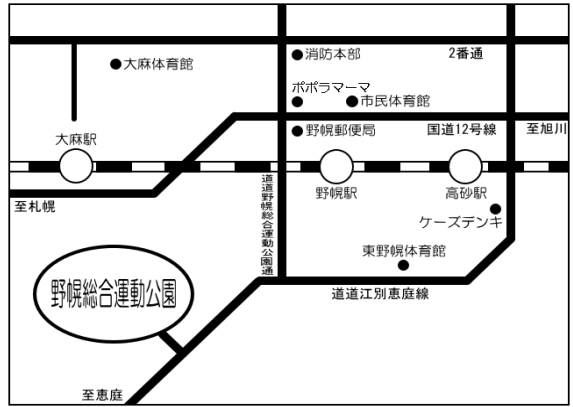 消防本部
2番通
大麻体育館
ポポラマーマ
市民体育館
野幌郵便局
国道12号線
至旭川
大麻駅
野幌駅
高砂駅
至札幌
道道野幌総合運動公園通
ケーズデンキ
東野幌体育館
野幌総合運動公園
道道江別恵庭線
至恵庭